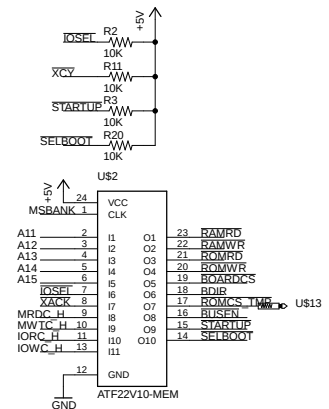 +5V
IOSEL R2
10K
XCY R11
10K
STARTUP R3
10K
SELBOOT R20
10K
U$2
+5V
24 VCC
MSBANK 1 CLK
A11 2 I1 O1 23 RAMRD
A12 3 I2 O2 22 RAMWR
A13 4 I3 O3 21 ROMRD
A14 5 I4 O4 20 ROMWR
A15 6 I5 O5 19 BOARDCS
IOSEL 7 I6 O6 18 BDIR
XACK 8 I7 O7 17 ROMCS_TMP U$13
MRDC_H 9 I8 O8 16 BUSEN
MWTC_H 10 I9 O9 15 STARTUP
IORC_H 11 I10 O10 14 SELBOOT
IOWC_H 13 I11
12 GND
ATF22V10-MEM
GND